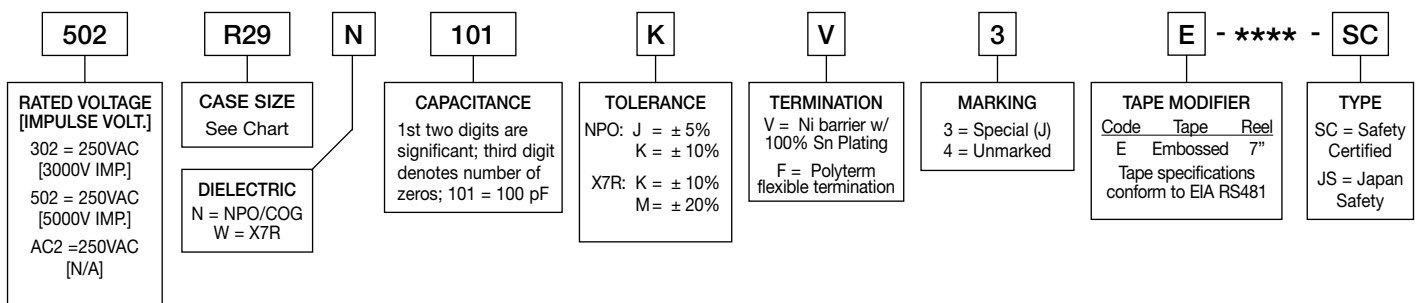 502 R29 N 101 K V 3 E - **** - SC
RATED VOLTAGE
[IMPULSE VOLT.]
302 = 250VAC
[3000V IMP.]
502 = 250VAC
[5000V IMP.]
AC2 =250VAC
[N/A]
CASE SIZE
See Chart
DIELECTRIC
N = NPO/COG
W = X7R
CAPACITANCE
1st two digits are
significant; third digit
denotes number of
zeros; 101 = 100 pF
TOLERANCE
NPO: J = ± 5%
K = ± 10%
X7R: K = ± 10%
M= ± 20%
TERMINATION
V = Ni barrier w/
100% Sn Plating
F = Polyterm
flexible termination
MARKING
3 = Special (J)
4 = Unmarked
TAPE MODIFIER
Code Tape Reel
E Embossed 7”
Tape specifications
conform to EIA RS481
TYPE
SC = Safety
Certified
JS = Japan
Safety